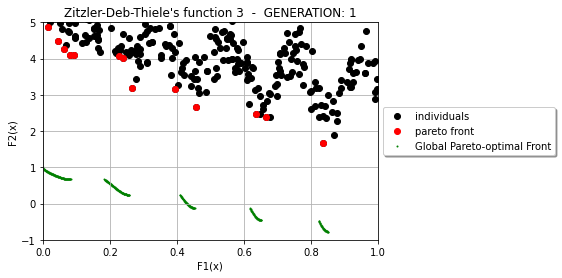 Zitzler-Deb-Thiele's function 3 - GENERATION: 1
5
4
3
2
1
0
-1
F2(x)
0.0 0.2 0.4 0.6 0.8 1.0
F1(x)
individuals
pareto front
Global Pareto-optimal Front